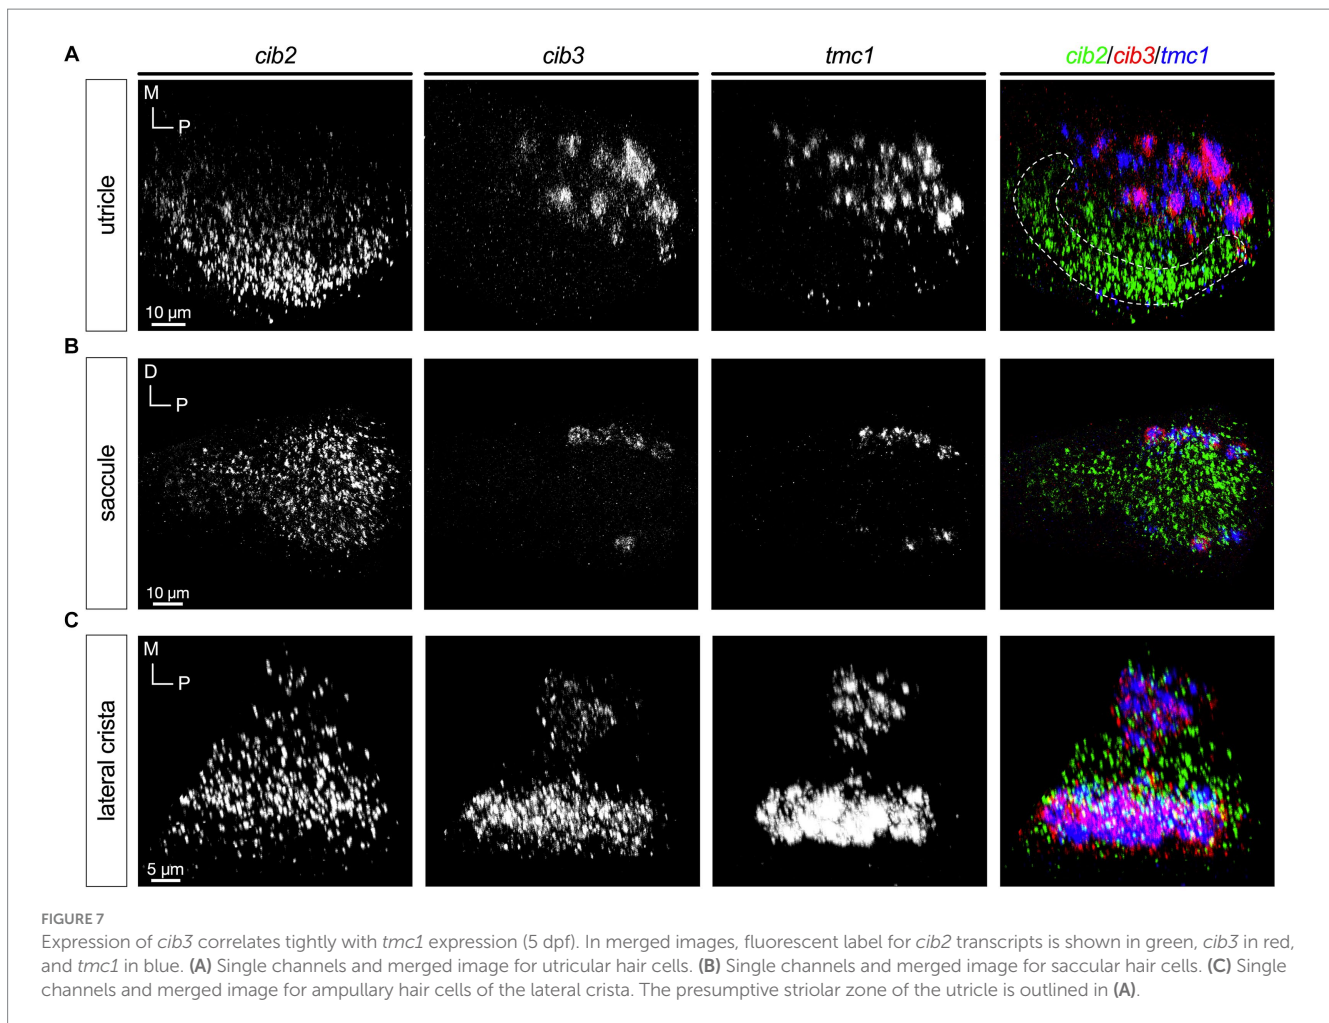 A
cib2
cib3
tmc1
cib2/cib3/tmc1
utricle
M
P
10 µm
B
saccule
D
P
10 µm
C
lateral crista
M
P
5 µm
FIGURE 7
Expression of cib3 correlates tightly with tmc1 expression (5 dpf). In merged images, fluorescent label for cib2 transcripts is shown in green, cib3 in red,
and tmc1 in blue. (A) Single channels and merged image for utricular hair cells. (B) Single channels and merged image for saccular hair cells. (C) Single
channels and merged image for ampullary hair cells of the lateral crista. The presumptive striolar zone of the utricle is outlined in (A).